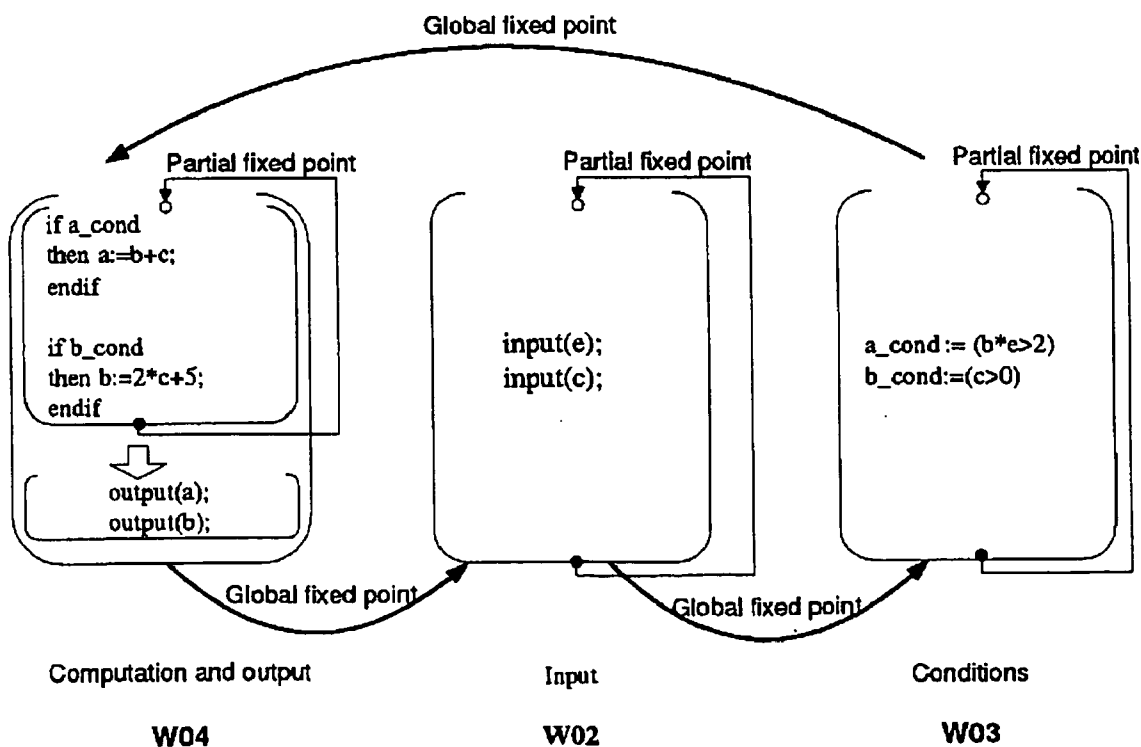 Global fixed point
Partial fixed point
if a_cond
then a:=b+c;
endif
if b_cond
then b:=2*c+5;
endif
output(a);
output(b);
Partial fixed point
input(e);
input(c);
Partial fixed point
a_cond := (b*e>2)
b_cond:=(c>0)
Global fixed point
Global fixed point
Computation and output
Input
Conditions
W04
W02
W03